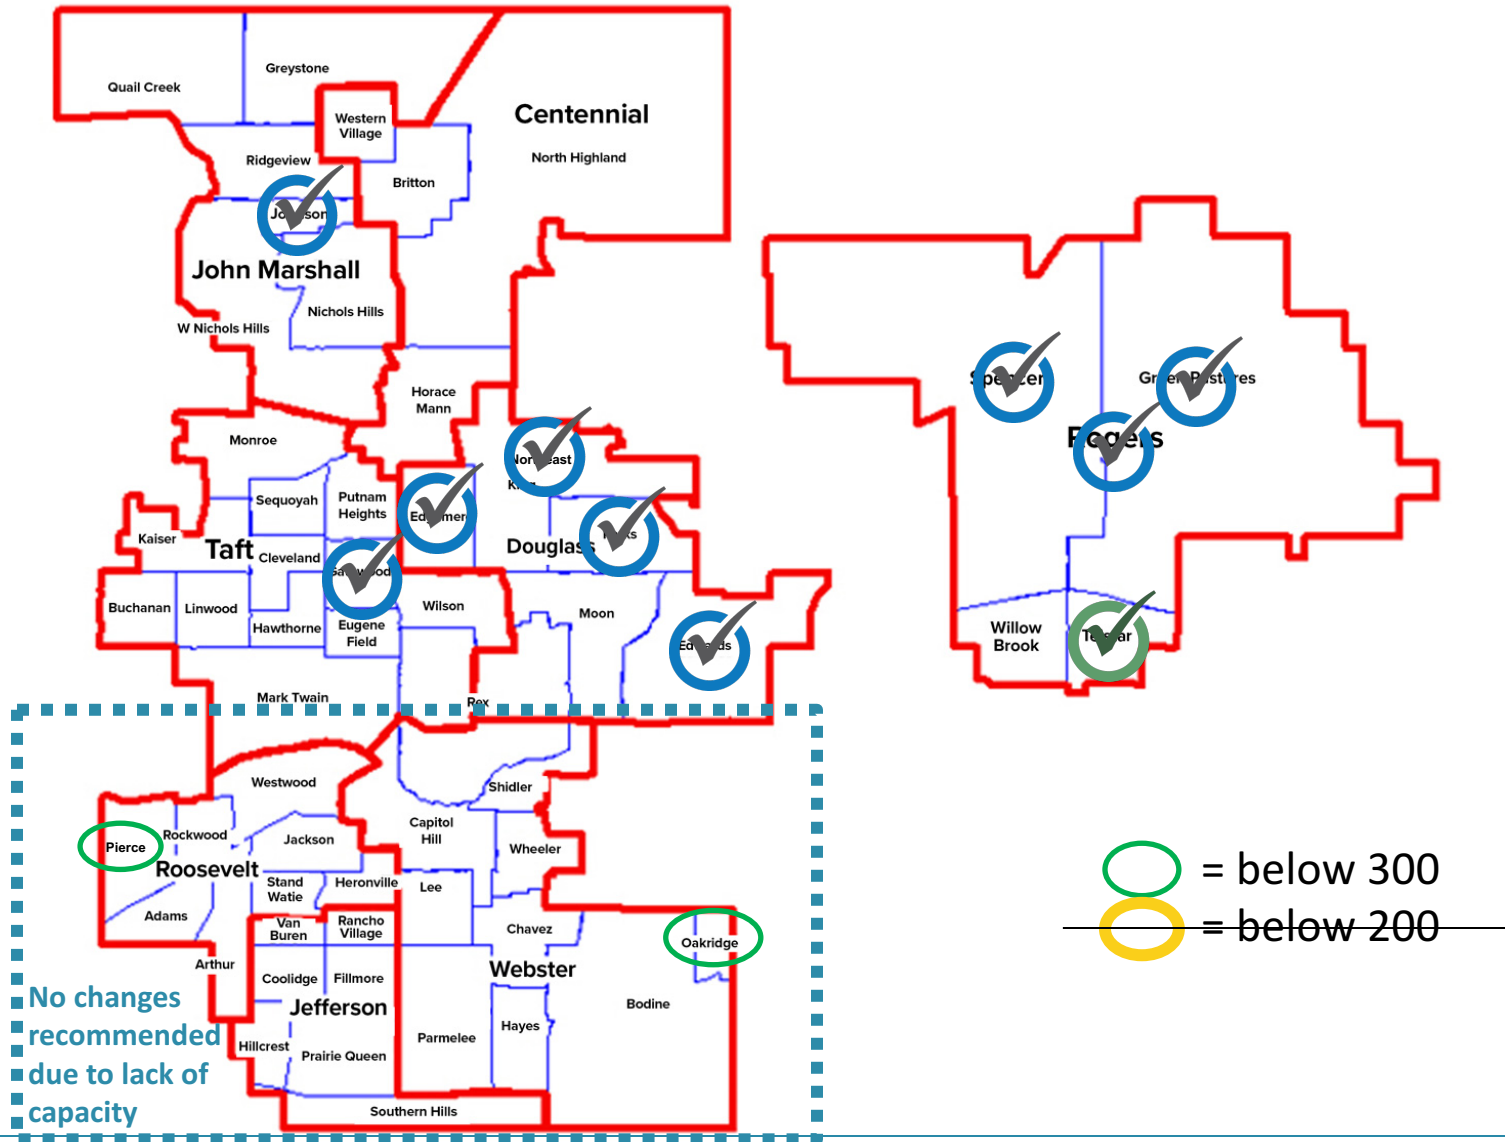 Greystone
Quail Creek
Centennial
Western
Village
North Highland
Ridgeview
Britton
John Marshall
Nichols Hills
W Nichols Hills
Horace
Mann
Monroe
Sequoyah
Putnam
Heights
Kaiser
Taft
Cleveland
Douglass
Buchanan
Linwood
Hawthorne
Eugene
Field
Wilson
Moon
Mark Twain
Rex
Spencer
Rogers
Willow
Brook
Westwood
Shidler
Rockwood
Pierce
Roosevelt
Jackson
Capitol
Hill
Wheeler
Stand
Watie
Heronville
Lee
Adams
Van
Buren
Rancho
Village
Chavez
Oakridge
Arthur
Webster
Coolidge
Fillmore
Jefferson
Bodine
Hayes
Parmelee
Hillcrest
Prairie Queen
Southern Hills
No changes
recommended
due to lack of
capacity
= below 300
= below 200